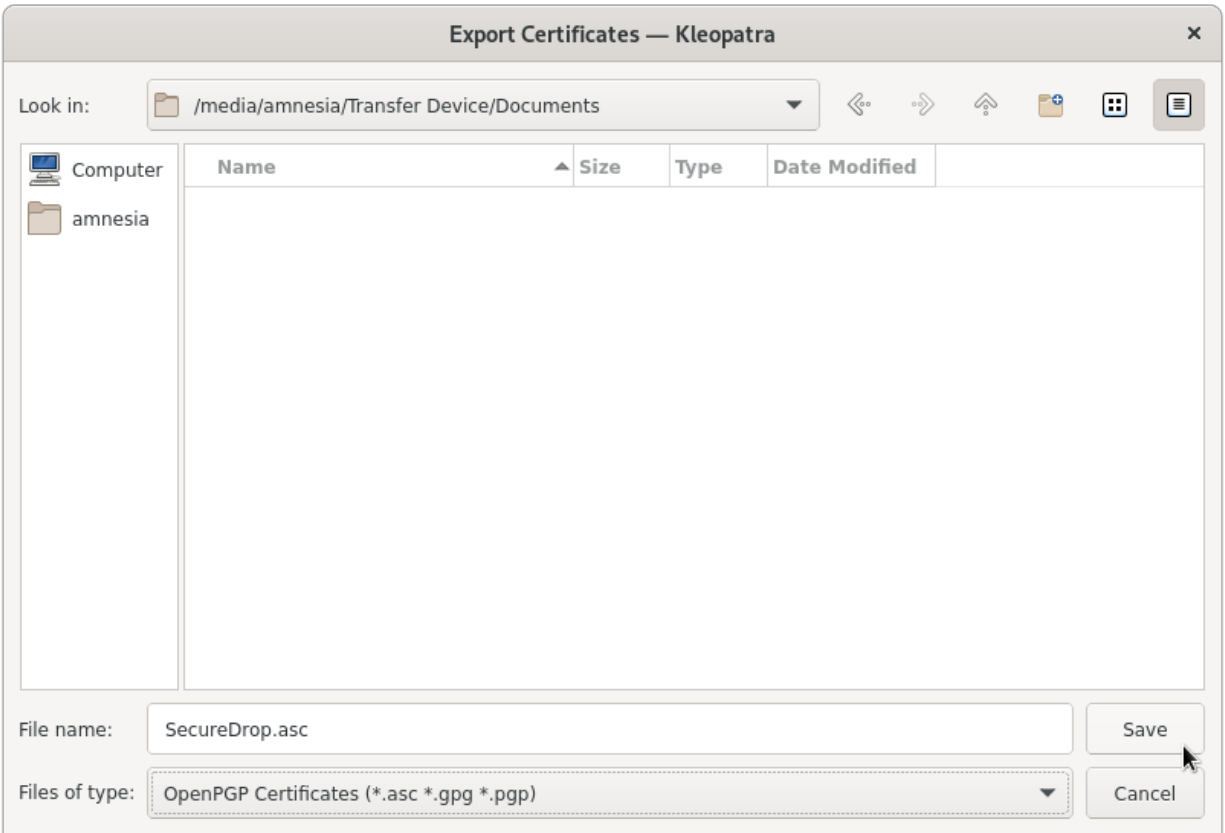 Export Certificates — Kleopatra
Look in: /media/amnesia/Transfer Device/Documents
Computer
amnesia
Name Size Type Date Modified
File name: SecureDrop.asc Save
Files of type: OpenPGP Certificates (*.asc *.gpg *.pgp) Cancel